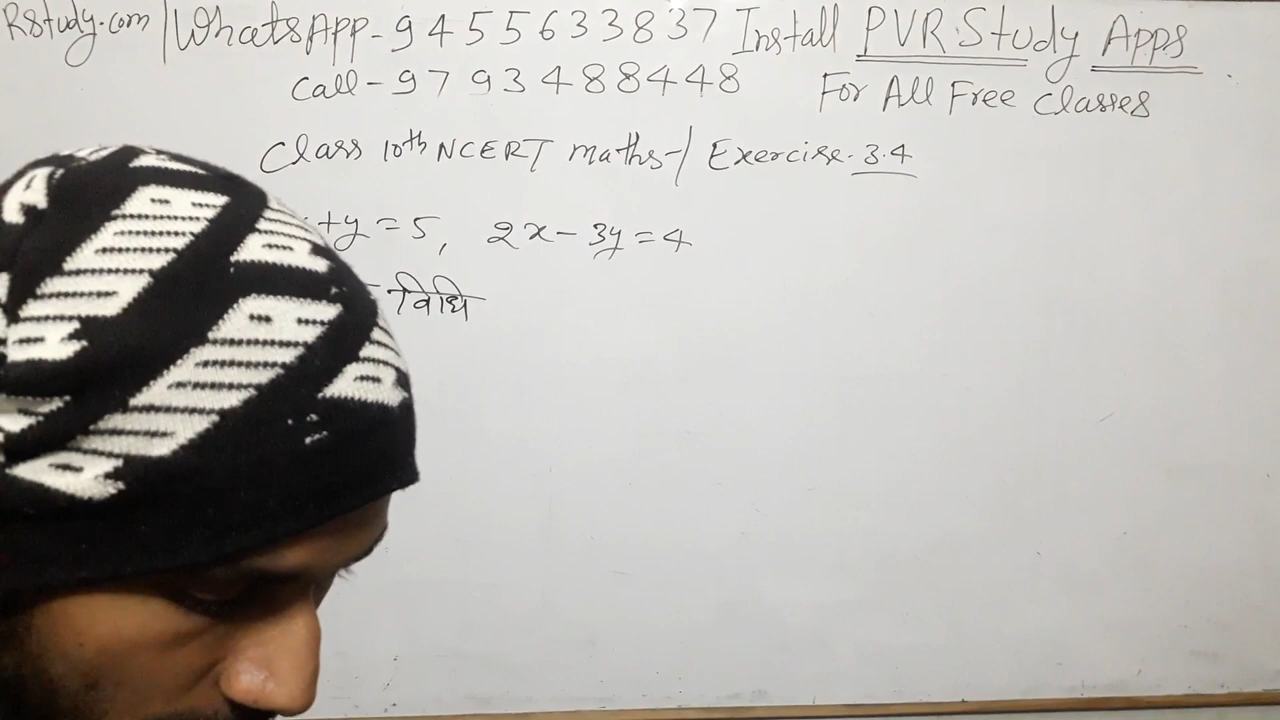 RStudy.com | WhatsApp - 9455633837 Install PVR Study Apps
Call - 9793488448 For All Free Classes
Class 10th NCERT maths - | Exercise. 3.4
+y = 5, 2x - 3y = 4
विधि